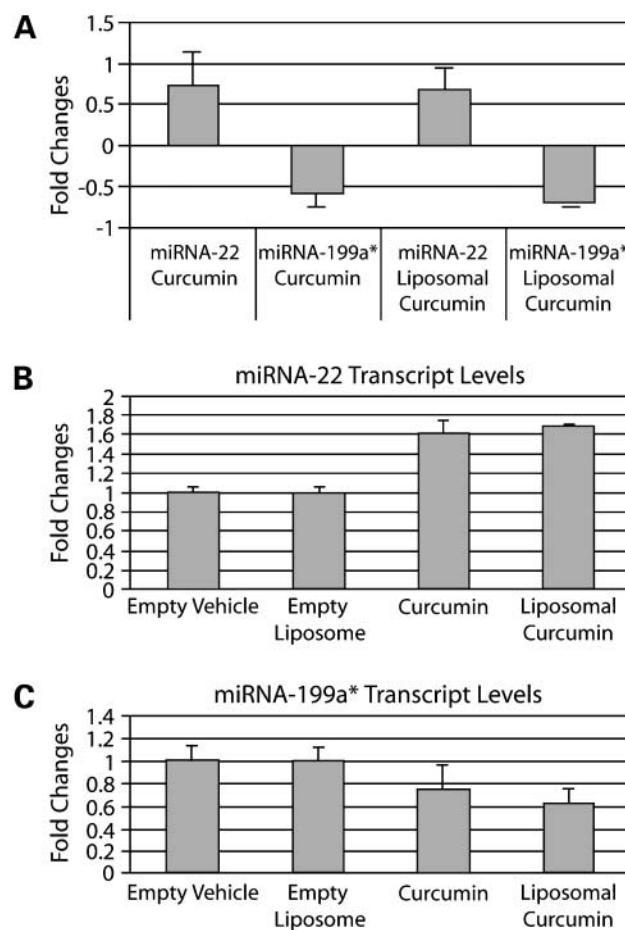 A
Fold Changes
1.5
1
0.5
0
-0.5
-1
miRNA-22
Curcumin
miRNA-199a*
Curcumin
miRNA-22
Liposomal
Curcumin
miRNA-199a*
Liposomal
Curcumin
B
miRNA-22 Transcript Levels
Fold Changes
2
1.8
1.6
1.4
1.2
1
0.8
0.6
0.4
0.2
0
Empty Vehicle
Empty
Liposome
Curcumin
Liposomal
Curcumin
C
miRNA-199a* Transcript Levels
Fold Changes
1.4
1.2
1
0.8
0.6
0.4
0.2
0
Empty Vehicle
Empty
Liposome
Curcumin
Liposomal
Curcumin